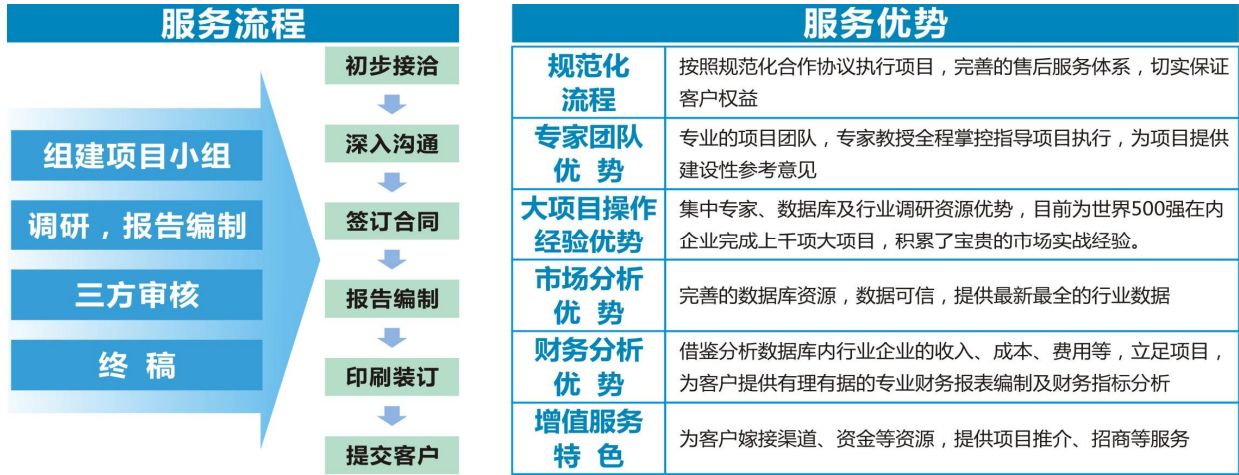 服务流程
组建项目小组
调研，报告编制
三方审核
终 稿
初步接洽
深入沟通
签订合同
报告编制
印刷装订
提交客户
服务优势
规范化
流程
按照规范化合作协议执行项目，完善的售后服务体系，切实保证
客户权益
专家团队
优 势
专业的项目团队，专家教授全程掌控指导项目执行，为项目提供
建设性参考意见
大项目操作
经验优势
集中专家、数据库及行业调研资源优势，目前为世界500强在内
企业完成上千项大项目，积累了宝贵的市场实战经验。
市场分析
优 势
完善的数据库资源，数据可信，提供最新最全的行业数据
财务分析
优 势
借鉴分析数据库内行业企业的收入、成本、费用等，立足项目，
为客户提供有理有据的专业财务报表编制及财务指标分析
增值服务
特 色
为客户嫁接渠道、资金等资源，提供项目推介、招商等服务